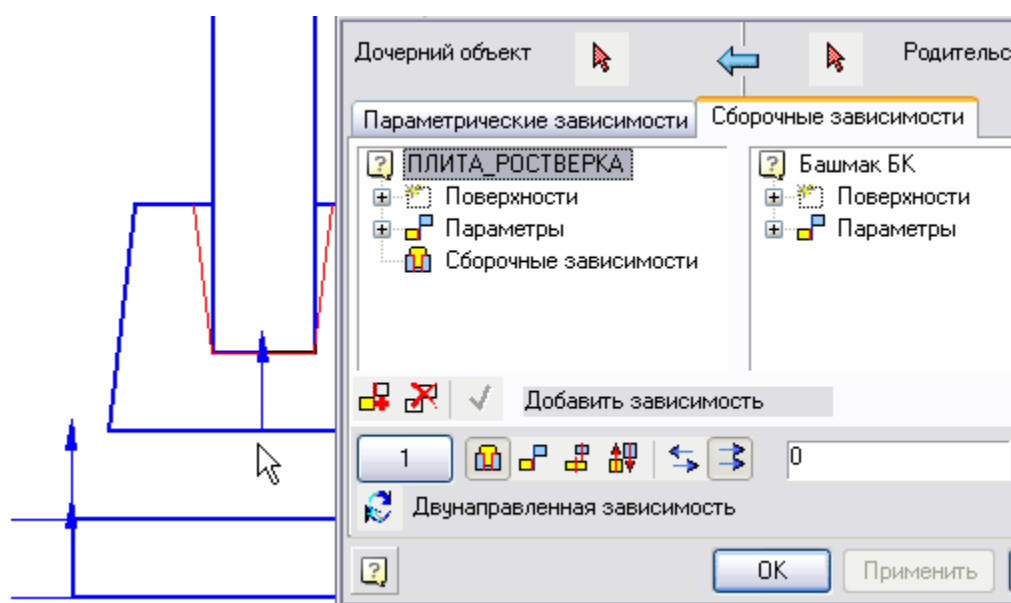 Дочерний объект Родительс
Параметрические зависимости Сборочные зависимости
ПЛИТА_РОСТВЕРКА Башмак БК
Поверхности Поверхности
Параметры Параметры
Сборочные зависимости
Добавить зависимость
1 0
Двунаправленная зависимость
OK Применить